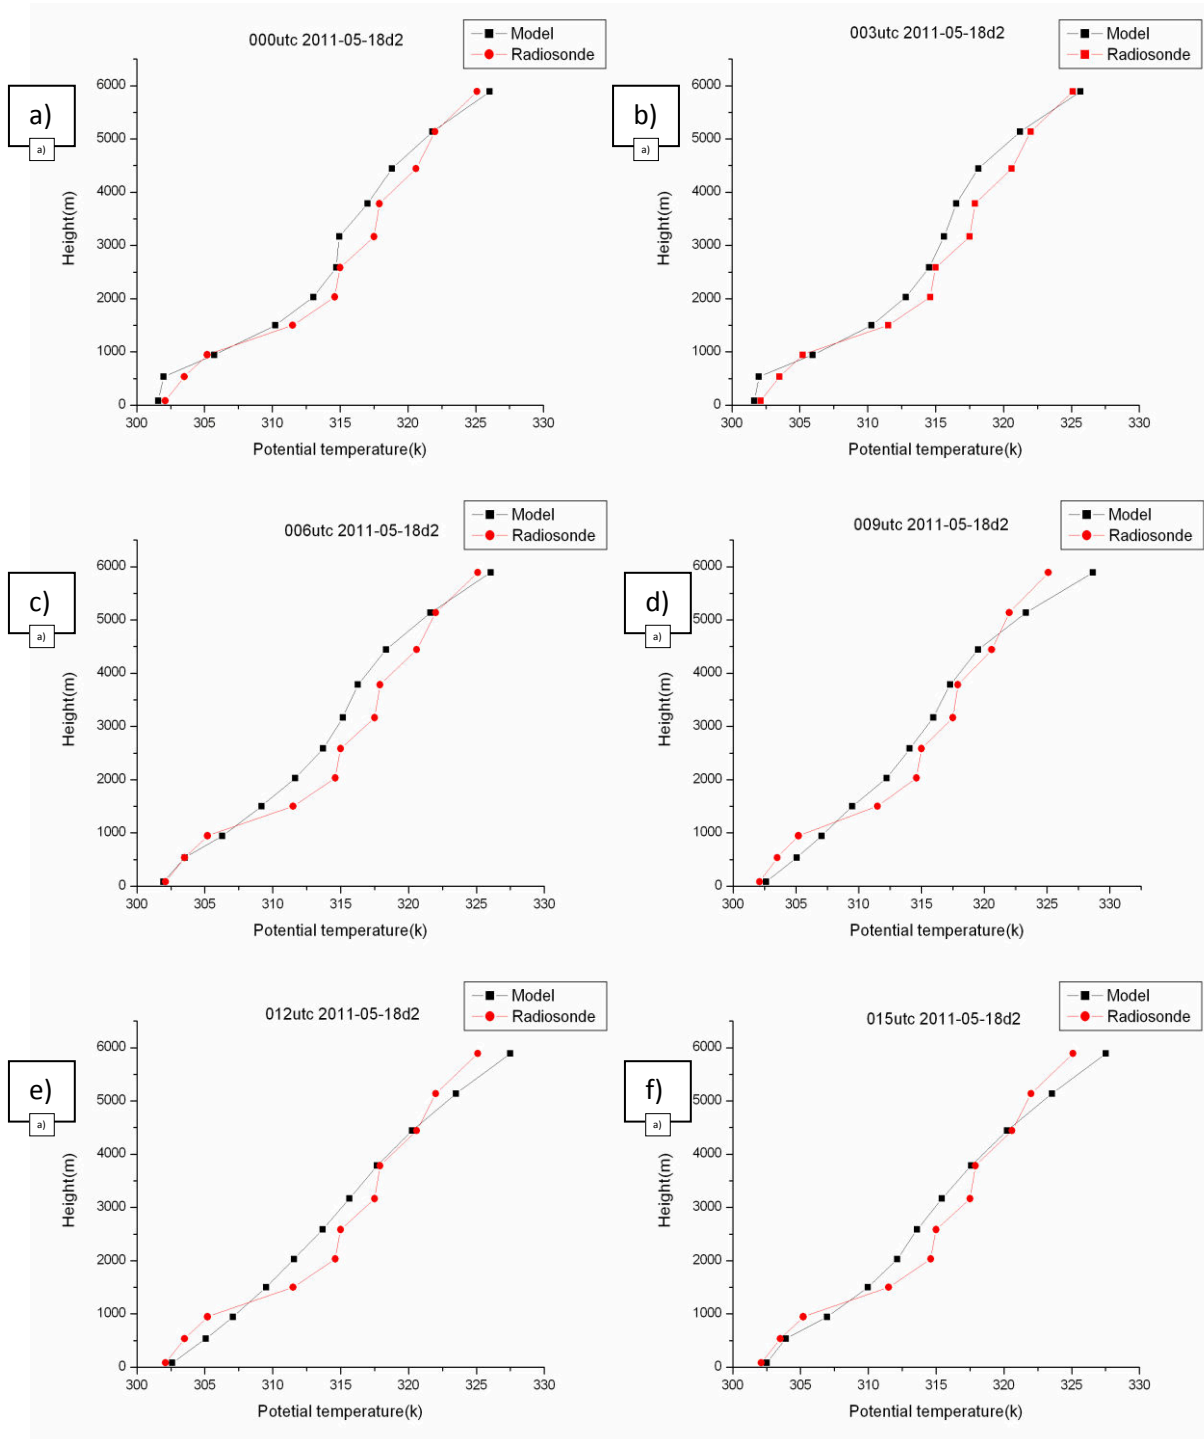 000utc 2011-05-18d2
Model
Radiosonde
a)
a)
Height(m)
6000
5000
4000
3000
2000
1000
0
300
305
310
315
320
325
330
Potential temperature(k)
003utc 2011-05-18d2
Model
Radiosonde
b)
a)
Height(m)
6000
5000
4000
3000
2000
1000
0
300
305
310
315
320
325
330
Potential temperature(k)
006utc 2011-05-18d2
Model
Radiosonde
c)
a)
Height(m)
6000
5000
4000
3000
2000
1000
0
300
305
310
315
320
325
330
Potential temperature(k)
009utc 2011-05-18d2
Model
Radiosonde
d)
a)
Height(m)
6000
5000
4000
3000
2000
1000
0
300
305
310
315
320
325
330
Potential temperature(k)
012utc 2011-05-18d2
Model
Radiosonde
e)
a)
Height(m)
6000
5000
4000
3000
2000
1000
0
300
305
310
315
320
325
330
Potetial temperature(k)
015utc 2011-05-18d2
Model
Radiosonde
f)
a)
Height(m)
6000
5000
4000
3000
2000
1000
0
300
305
310
315
320
325
330
Potential temperature(k)